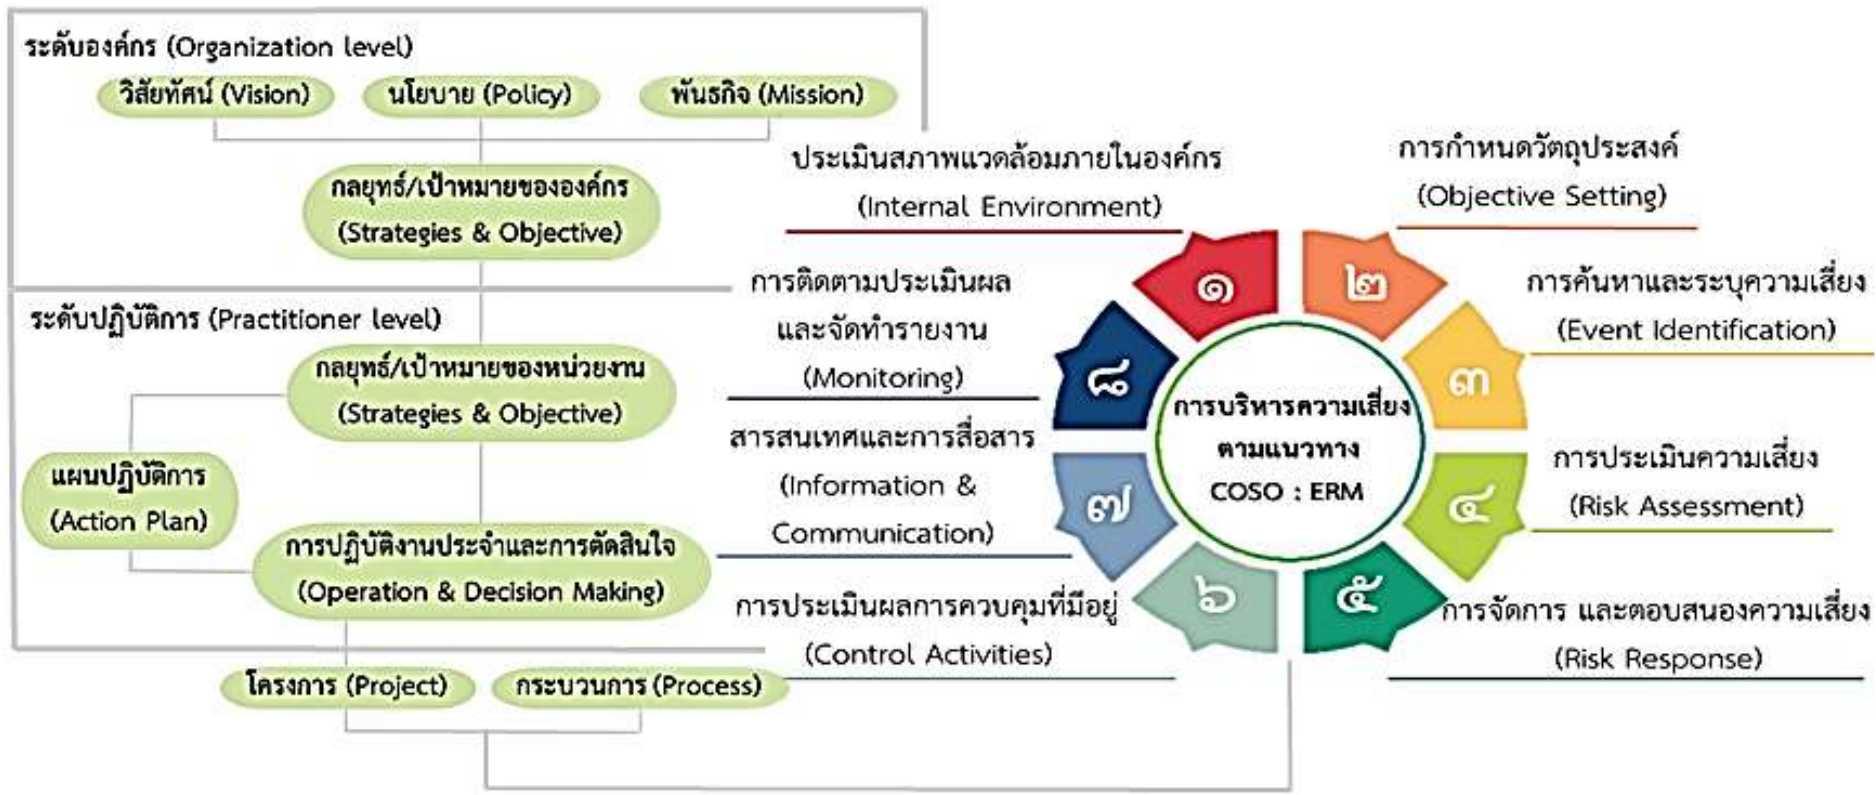 ระดับองค์กร (Organization level)
วิสัยทัศน์ (Vision)
นโยบาย (Policy)
พันธกิจ (Mission)
กลยุทธ์/เป้าหมายขององค์กร
(Strategies & Objective)
ระดับปฏิบัติการ (Practitioner level)
กลยุทธ์/เป้าหมายของหน่วยงาน
(Strategies & Objective)
แผนปฏิบัติการ
(Action Plan)
การปฏิบัติงานประจำและการตัดสินใจ
(Operation & Decision Making)
โครงการ (Project)
กระบวนการ (Process)
ประเมินสภาพแวดล้อมภายในองค์กร
(Internal Environment)
๑
การกำหนดวัตถุประสงค์
(Objective Setting)
๒
การค้นหาและระบุความเสี่ยง
(Event Identification)
๓
การประเมินความเสี่ยง
(Risk Assessment)
๔
การจัดการ และตอบสนองความเสี่ยง
(Risk Response)
๕
การประเมินผลการควบคุมที่มีอยู่
(Control Activities)
๖
สารสนเทศและการสื่อสาร
(Information &
Communication)
๗
การติดตามประเมินผล
และจัดทำรายงาน
(Monitoring)
๘
การบริหารความเสี่ยง
ตามแนวทาง
COSO : ERM